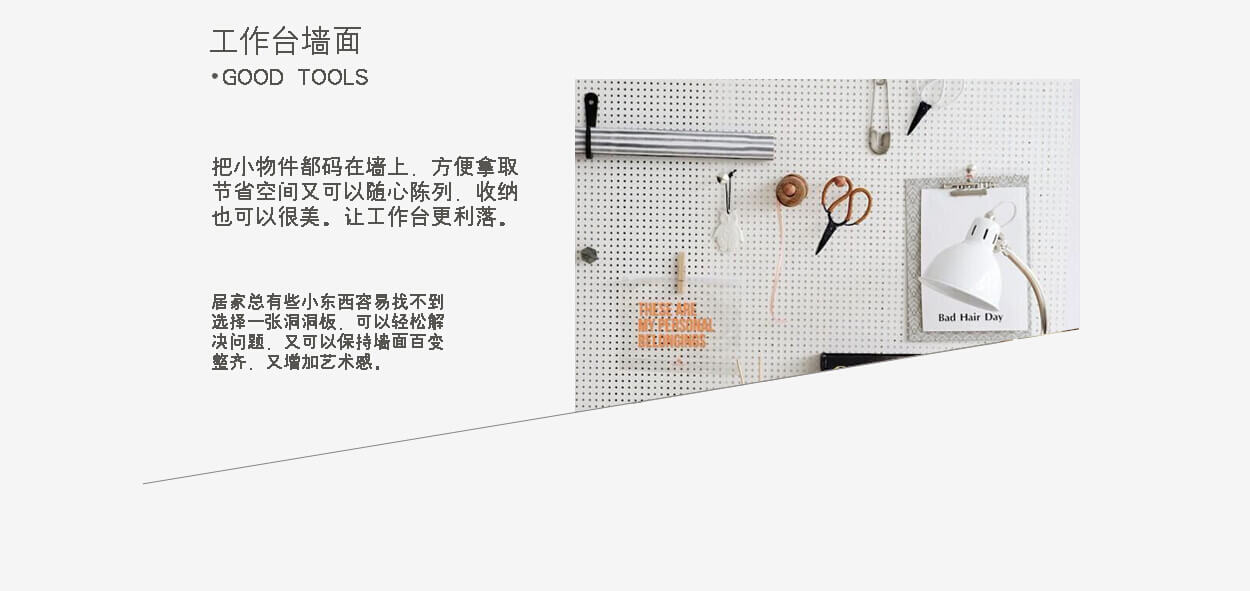 工作台墙面
•GOOD TOOLS
把小物件都码在墙上，方便拿取
节省空间又可以随心陈列，收纳
也可以很美。让工作台更利落。
居家总有些小东西容易找不到
选择一张洞洞板，可以轻松解
决问题，又可以保持墙面百变
整齐，又增加艺术感。
THESE ARE
MY PERSONAL
BELONGINGS
Bad Hair Day